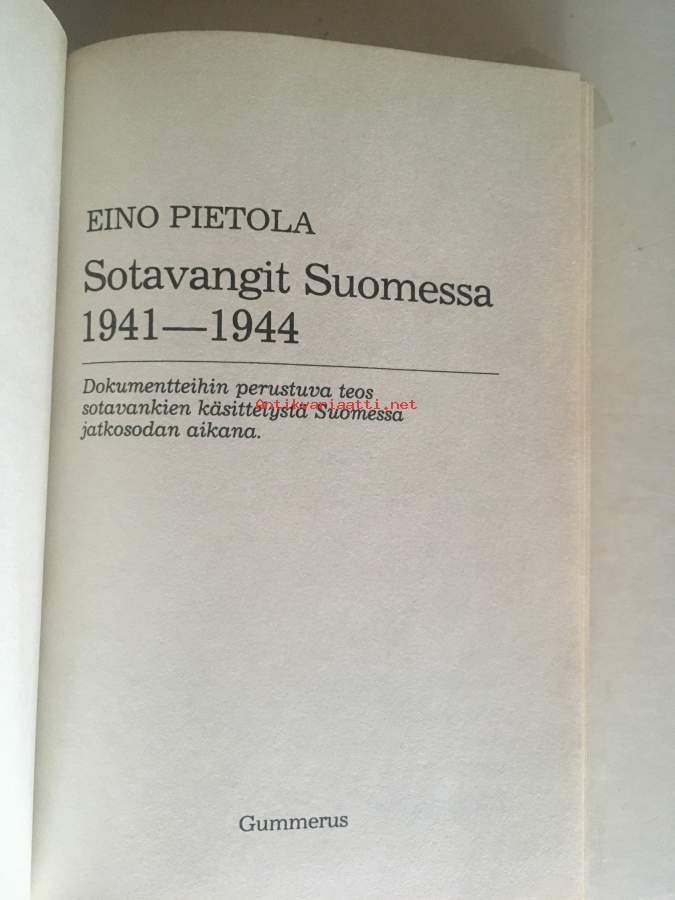 EINO PIETOLA
Sotavangit Suomessa
1941—1944
Dokumentteihin perustuva teos
sotavankien käsittelystä Suomessa
Antikvariaatti.net
jatkosodan aikana.
Gummerus